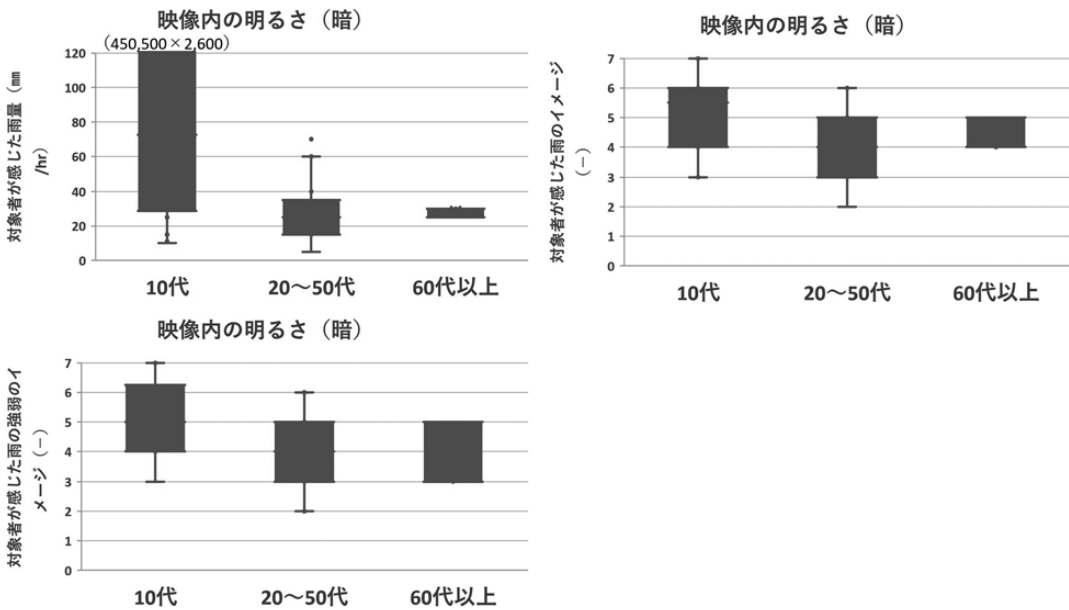 映像内の明るさ（暗）
（450,500×2,600）
対象者が感じた雨量（㎜
/hr）
120
100
80
60
40
20
0
10代
20～50代
60代以上
映像内の明るさ（暗）
対象者が感じた雨のイメージ
（－）
7
6
5
4
3
2
1
0
10代
20～50代
60代以上
映像内の明るさ（暗）
対象者が感じた雨の強弱のイ
メージ（－）
7
6
5
4
3
2
1
0
10代
20～50代
60代以上